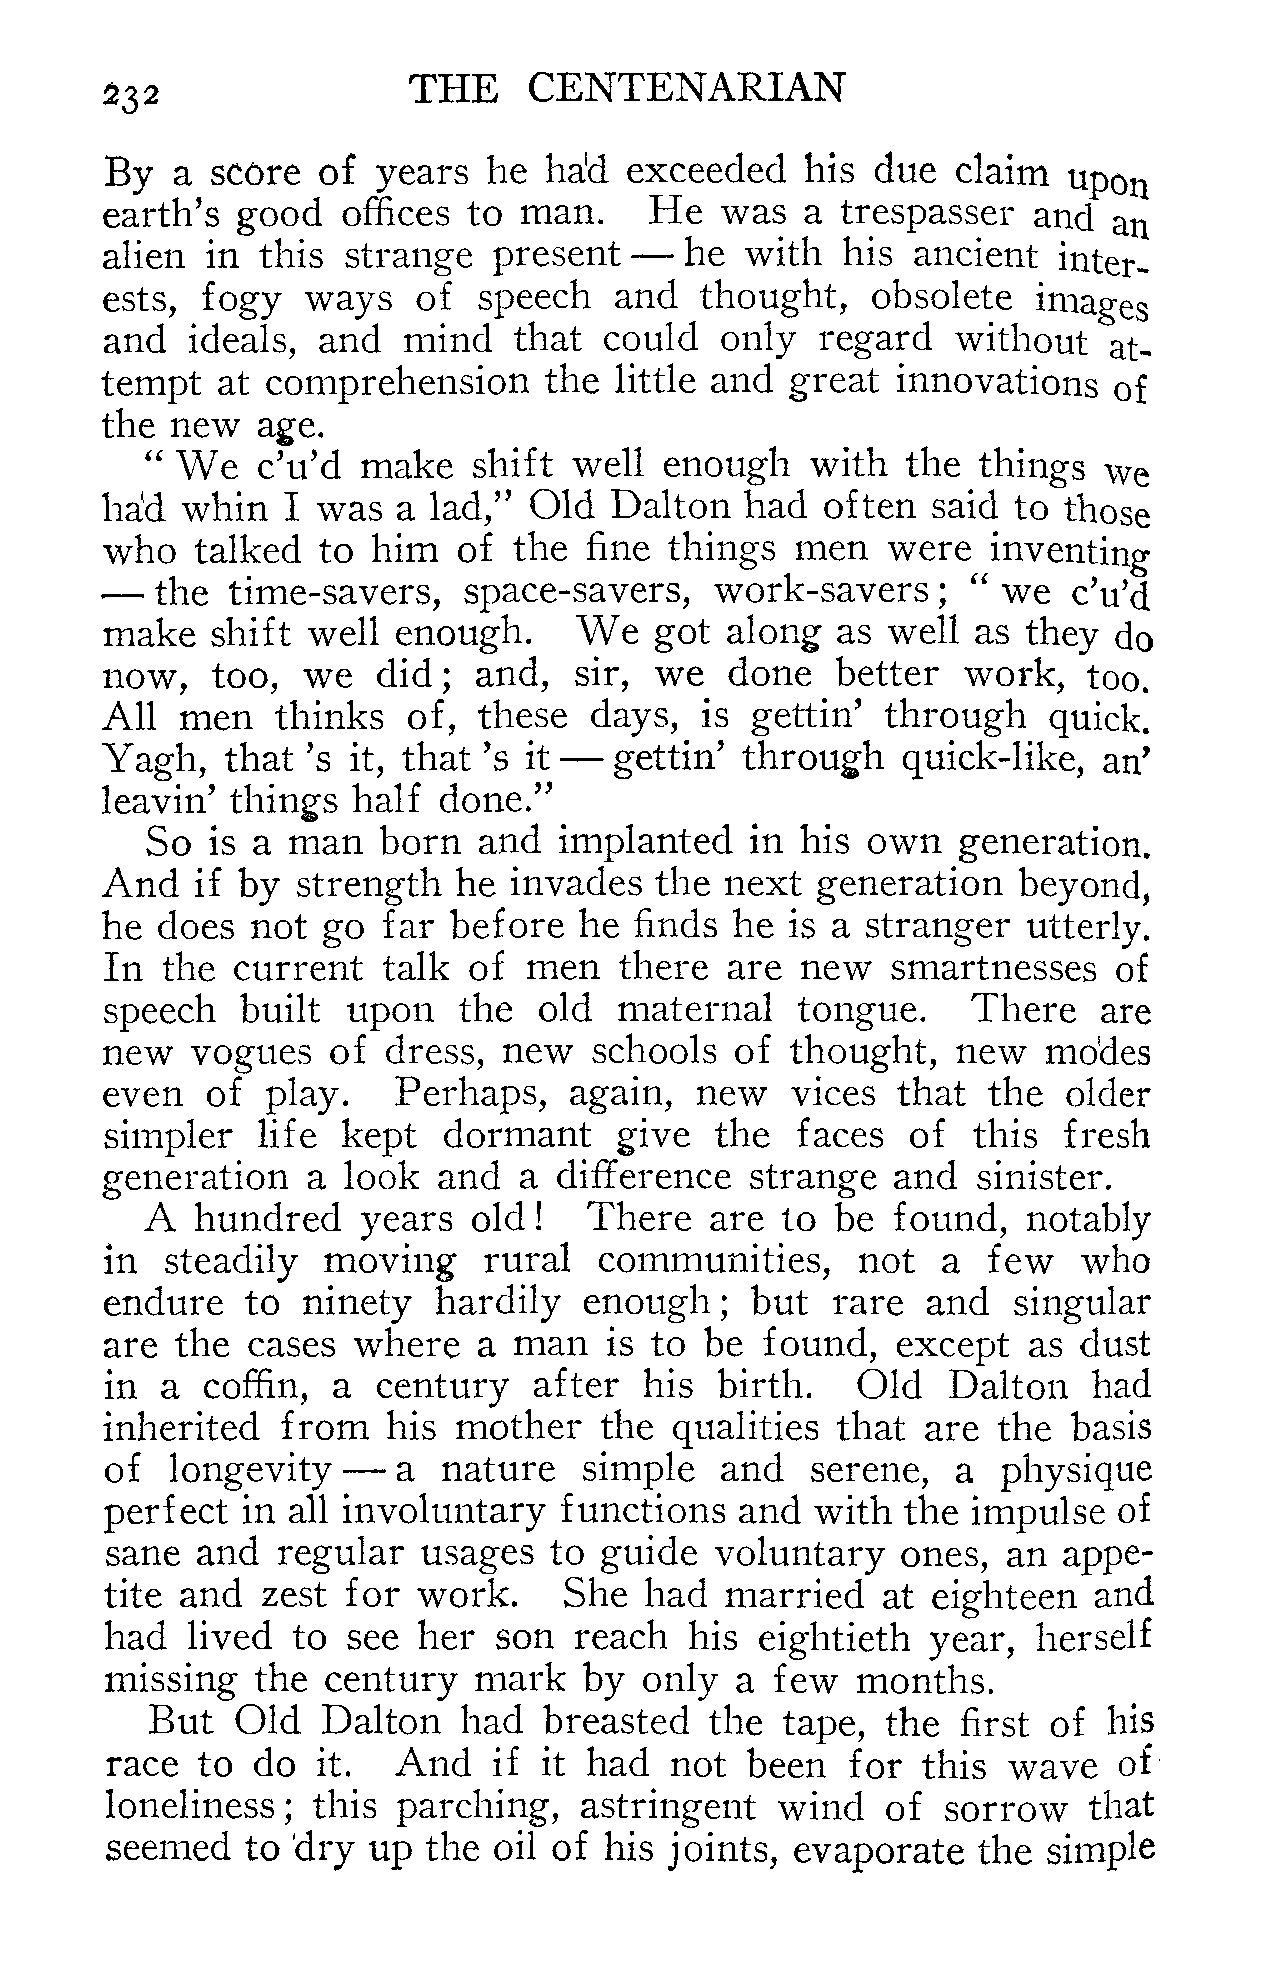 232 THE CENTENARIAN
By a score of years he had exceeded his due claim upon
earth's good offices to man. He was a trespasser and an
alien in this strange present — he with his ancient inter-
ests, fogy ways of speech and thought, obsolete images
and ideals, and mind that could only regard without at-
tempt at comprehension the little and great innovations of
the new age.
" We c'u'd make shift well enough with the things we
had whin I was a lad," Old Dalton had often said to those
who talked to him of the fine things men were inventing
— the time-savers, space-savers, work-savers; " we c'u'd
make shift well enough. We got along as well as they do
now, too, we did; and, sir, we done better work, too.
All men thinks of, these days, is gettin' through quick.
Yagh, that 's it, that 's it — gettin' through quick-like, an'
leavin' things half done."
So is a man born and implanted in his own generation.
And if by strength he invades the next generation beyond,
he does not go far before he finds he is a stranger utterly.
In the current talk of men there are new smartnesses of
speech built upon the old maternal tongue. There are
new vogues of dress, new schools of thought, new modes
even of play. Perhaps, again, new vices that the older
simpler life kept dormant give the faces of this fresh
generation a look and a difference strange and sinister.
A hundred years old! There are to be found, notably
in steadily moving rural communities, not a few who
endure to ninety hardily enough; but rare and singular
are the cases where a man is to be found, except as dust
in a coffin, a century after his birth. Old Dalton had
inherited from his mother the qualities that are the basis
of longevity — a nature simple and serene, a physique
perfect in all involuntary functions and with the impulse of
sane and regular usages to guide voluntary ones, an appe-
tite and zest for work. She had married at eighteen and
had lived to see her son reach his eightieth year, herself
missing the century mark by only a few months.
But Old Dalton had breasted the tape, the first of his
race to do it. And if it had not been for this wave of
loneliness; this parching, astringent wind of sorrow that
seemed to dry up the oil of his joints, evaporate the simple